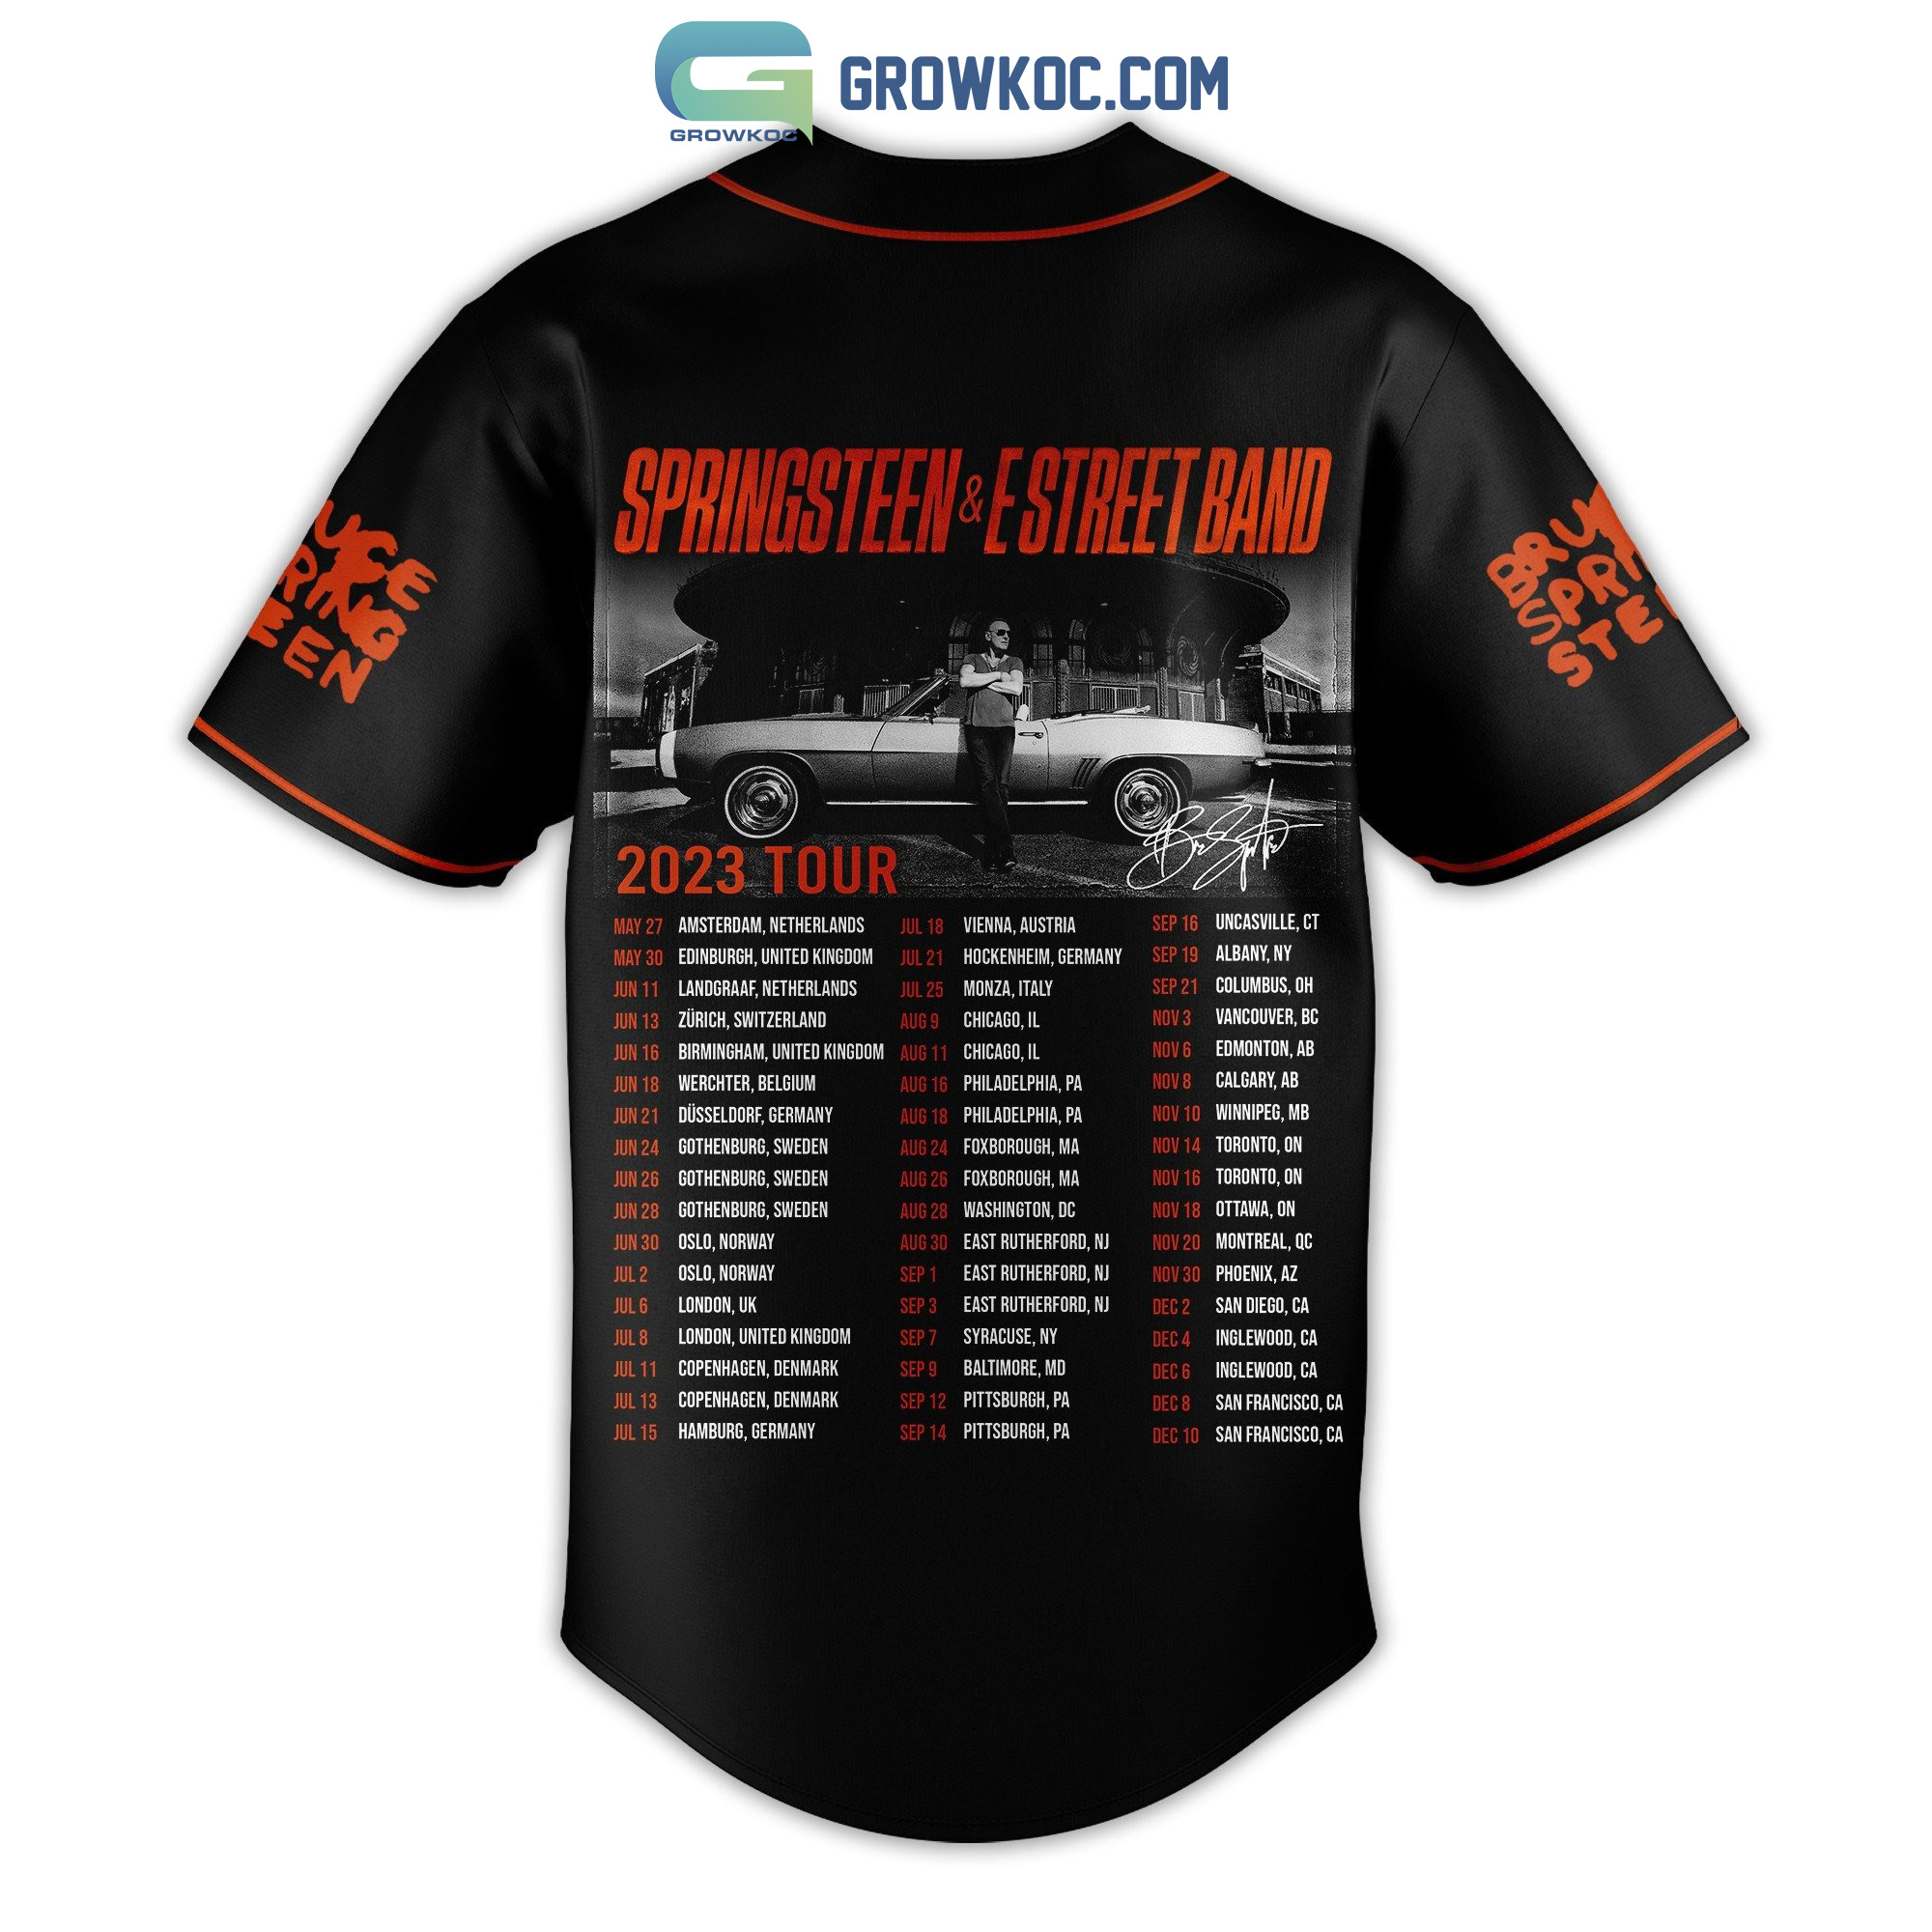 GROWKOC.COM
GROWKOC
SPRINGSTEEN & E STREET BAND
UCE
RING
EEN
BRU
SPRI
STE
2023 TOUR
MAY 27 AMSTERDAM, NETHERLANDS
MAY 30 EDINBURGH, UNITED KINGDOM
JUN 11 LANDGRAAF, NETHERLANDS
JUN 13 ZÜRICH, SWITZERLAND
JUN 16 BIRMINGHAM, UNITED KINGDOM
JUN 18 WERCHTER, BELGIUM
JUN 21 DÜSSELDORF, GERMANY
JUN 24 GOTHENBURG, SWEDEN
JUN 26 GOTHENBURG, SWEDEN
JUN 28 GOTHENBURG, SWEDEN
JUN 30 OSLO, NORWAY
JUL 2 OSLO, NORWAY
JUL 6 LONDON, UK
JUL 8 LONDON, UNITED KINGDOM
JUL 11 COPENHAGEN, DENMARK
JUL 13 COPENHAGEN, DENMARK
JUL 15 HAMBURG, GERMANY
JUL 18 VIENNA, AUSTRIA
JUL 21 HOCKENHEIM, GERMANY
JUL 25 MONZA, ITALY
AUG 9 CHICAGO, IL
AUG 11 CHICAGO, IL
AUG 16 PHILADELPHIA, PA
AUG 18 PHILADELPHIA, PA
AUG 24 FOXBOROUGH, MA
AUG 26 FOXBOROUGH, MA
AUG 28 WASHINGTON, DC
AUG 30 EAST RUTHERFORD, NJ
SEP 1 EAST RUTHERFORD, NJ
SEP 3 EAST RUTHERFORD, NJ
SEP 7 SYRACUSE, NY
SEP 9 BALTIMORE, MD
SEP 12 PITTSBURGH, PA
SEP 14 PITTSBURGH, PA
SEP 16 UNCASVILLE, CT
SEP 19 ALBANY, NY
SEP 21 COLUMBUS, OH
NOV 3 VANCOUVER, BC
NOV 6 EDMONTON, AB
NOV 8 CALGARY, AB
NOV 10 WINNIPEG, MB
NOV 14 TORONTO, ON
NOV 16 TORONTO, ON
NOV 18 OTTAWA, ON
NOV 20 MONTREAL, QC
NOV 30 PHOENIX, AZ
DEC 2 SAN DIEGO, CA
DEC 4 INGLEWOOD, CA
DEC 6 INGLEWOOD, CA
DEC 8 SAN FRANCISCO, CA
DEC 10 SAN FRANCISCO, CA